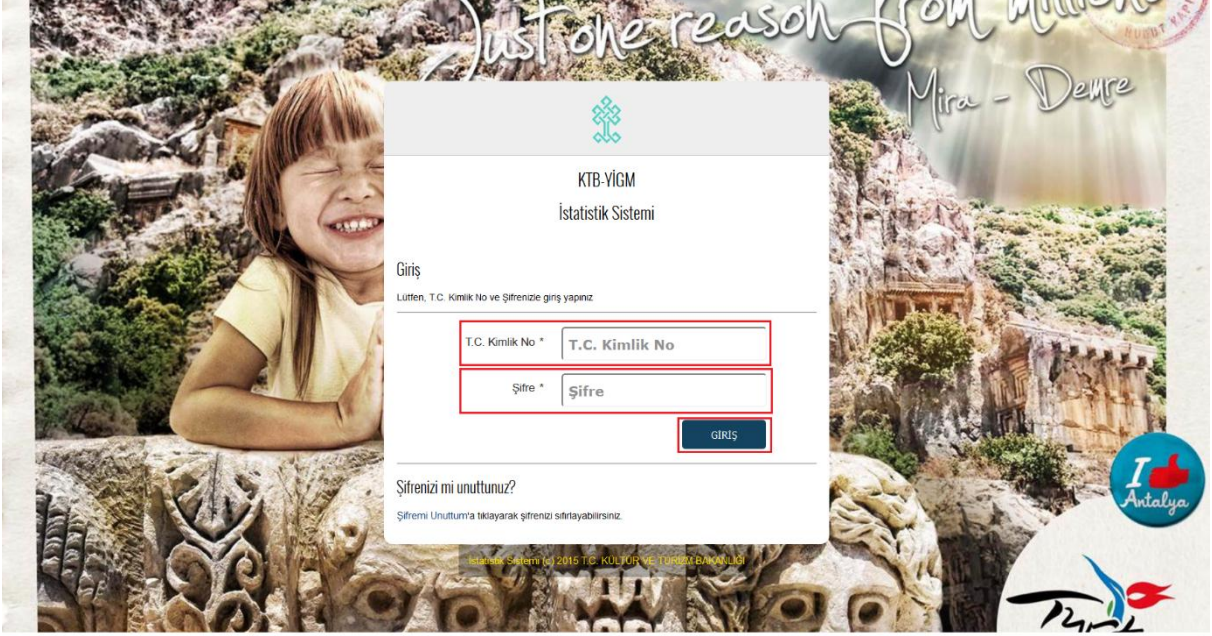 Just one reason from
Mira - Demre
KTB-YİGM
İstatistik Sistemi
Giriş
Lütfen, T.C. Kimlik No ve Şifrenizle giriş yapınız
T.C. Kimlik No *
T.C. Kimlik No
Şifre *
Şifre
GİRİŞ
Şifrenizi mi unuttunuz?
Şifremi Unuttum'a tıklayarak şifrenizi sıfırlayabilirsiniz.
İstatistik Sistemi (c) 2015 T.C. KÜLTÜR VE TURİZM BAKANLIĞI
I
Antalya